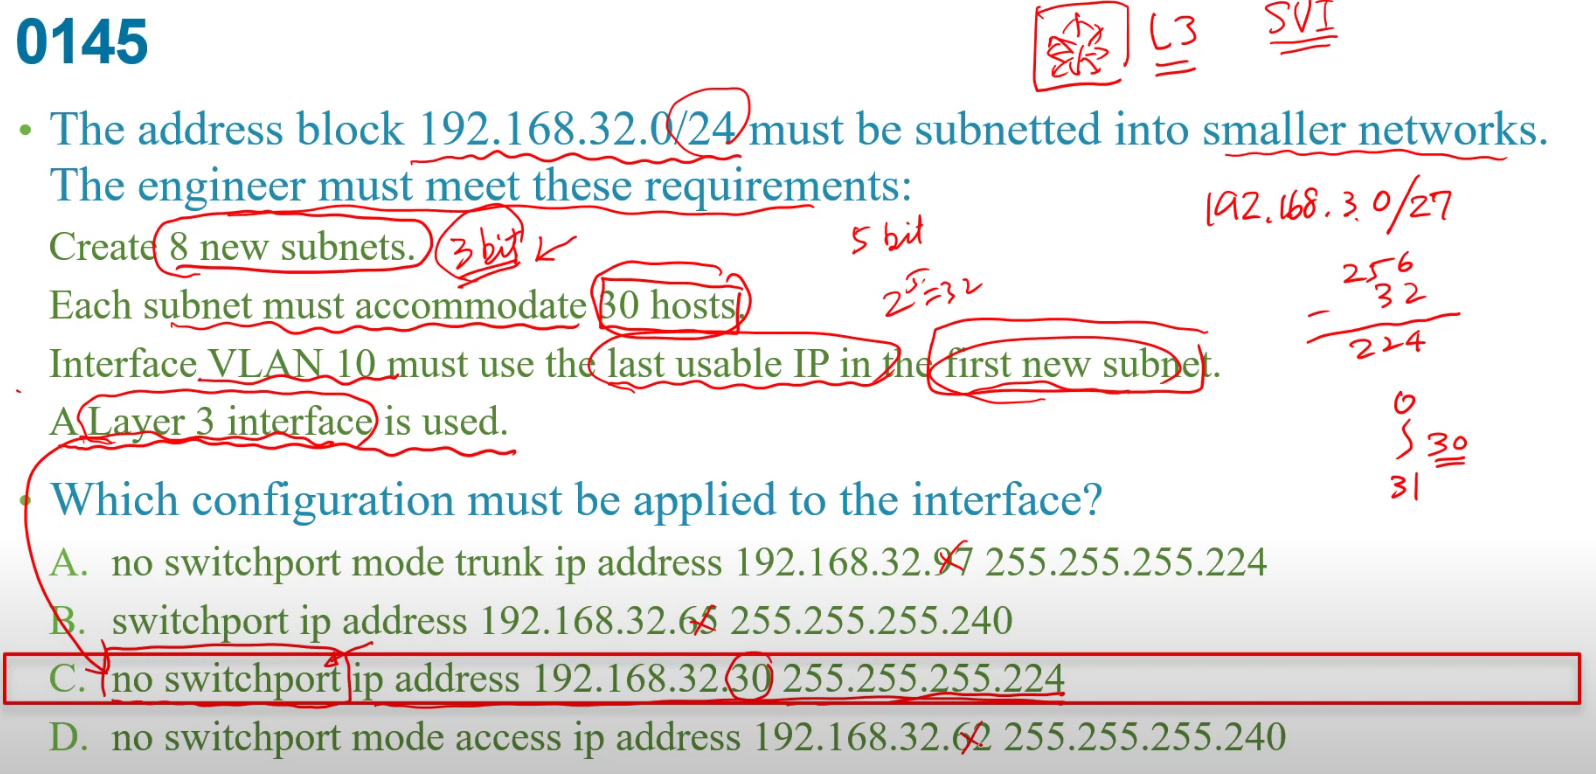 0145
L3
SVI
• The address block 192.168.32.0/24 must be subnetted into smaller networks.
The engineer must meet these requirements:
192.168.3.0/27
Create 8 new subnets.
3 bit
5 bit
Each subnet must accommodate 30 hosts.
2^5=32
256
- 32
224
Interface VLAN 10 must use the last usable IP in the first new subnet.
A Layer 3 interface is used.
0
30
31
• Which configuration must be applied to the interface?
A. no switchport mode trunk ip address 192.168.32.97 255.255.255.224
B. switchport ip address 192.168.32.65 255.255.255.240
C. no switchport ip address 192.168.32.30 255.255.255.224
D. no switchport mode access ip address 192.168.32.62 255.255.255.240